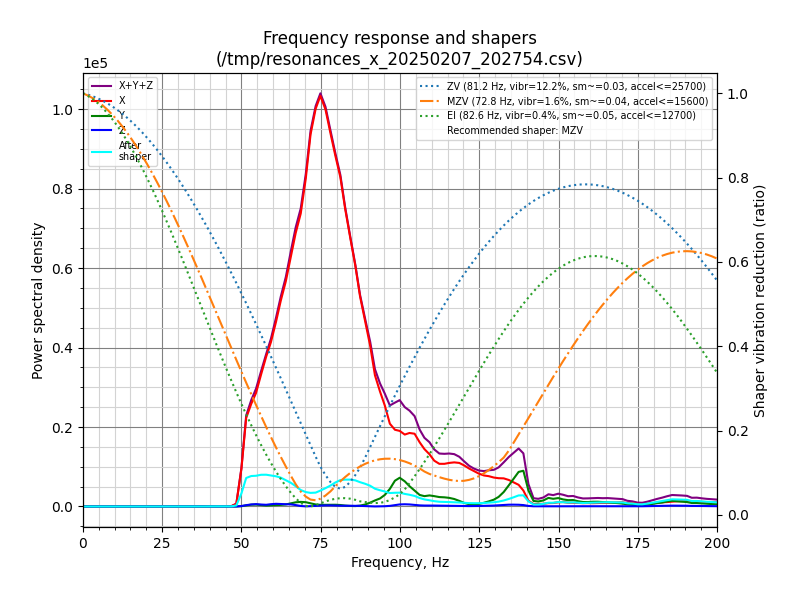 Frequency response and shapers
(/tmp/resonances_x_20250207_202754.csv)
1e5
X+Y+Z
X
Y
Z
After
shaper
ZV (81.2 Hz, vibr=12.2%, sm~=0.03, accel<=25700)
MZV (72.8 Hz, vibr=1.6%, sm~=0.04, accel<=15600)
EI (82.6 Hz, vibr=0.4%, sm~=0.05, accel<=12700)
Recommended shaper: MZV
Power spectral density
1.0
0.8
0.6
0.4
0.2
0.0
1.0
0.8
0.6
0.4
0.2
0.0
Shaper vibration reduction (ratio)
0 25 50 75 100 125 150 175 200
Frequency, Hz